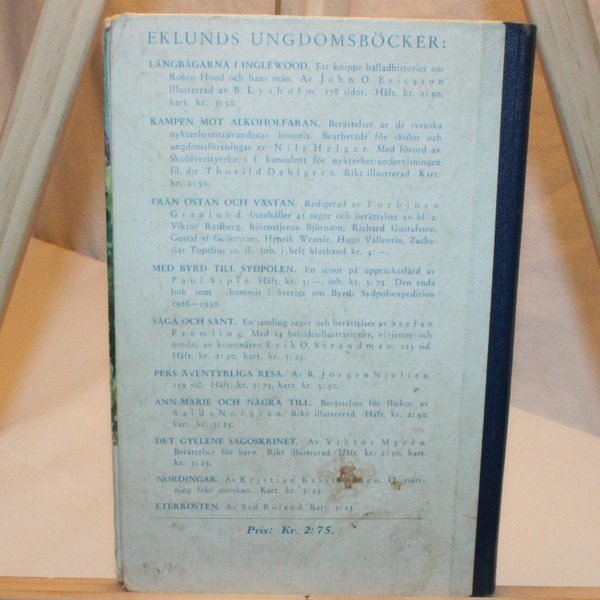 EKLUNDS UNGDOMSBÖCKER:
LÅNGBÅGARNA I INGLEWOOD. Ett knippe balladhistorier om
Robin Hood och hans män. Av John O. Ericsson
Illustrerad av B. Lysholm. 178 sidor. Häft. kr. 2:90,
kart. kr. 3:50.
KAMPEN MOT ALKOHOLFARAN. Berättelser ur de svenska
nykterhetssträvandenas historia. Bearbetade för skolor och
ungdomsföreningar av Nils Helger. Med förord av
Skolöverstyrelsens f. konsulent för nykterhetsundervisningen
fil. d:r Thorild Dahlgren. Rikt illustrerad. Kart.
kr. 2:50.
FRÅN ÖSTAN OCH VÄSTAN. Redigerad av Torbjörn
Granlund. Innehåller 41 sagor och berättelser av bl. a.
Viktor Rydberg, Björnstjerne Björnson, Richard Gustafsson,
Gustaf af Geijerstam, Henrik Wranér, Hugo Vallentin, Zacha-
rias Topelius m. fl. Inb. i helt klotband kr. 4:—.
MED BYRD TILL SYDPOLEN. En scout på upptäcktsfärd av
Paul Siple. Häft. kr. 3:—, inb. kr. 3:75. Den enda
bok som utkommit i Sverige om Byrds Sydpolsexpedition
1928—1930.
SAGA OCH SANT. En samling sagor och berättelser av Stefan
Fremling. Med 14 helsidesillustrationer, vinjetter och
omslag av konstnären Erik O. Strandman. 123 sid.
Häft. kr. 2:50, kart. kr. 3:25.
PEKS ÄVENTYRLIGA RESA. Av R. Jörgen Nielsen.
159 sid. Häft. kr. 2:75, kart. kr. 3:50.
ANN-MARIE OCH NÅGRA TILL. Berättelser för flickor av
Saida Norgren. Rikt illustrerad. Häft. kr. 2:50,
kart. kr. 3:25.
DET GYLLENE SAGOSKRINET. Av Viktor Myrén.
Berättelser för barn. Rikt illustrerad. Häft. kr. 2:50, kart.
kr. 3:25.
NORDINGAR. Av Kristian Kristiansen. Översätt-
ning från norskan. Kart. kr. 3:25.
ETERRÖSTEN. Av Sid Roland. Kart. 3:25.
Pris: Kr. 2:75.